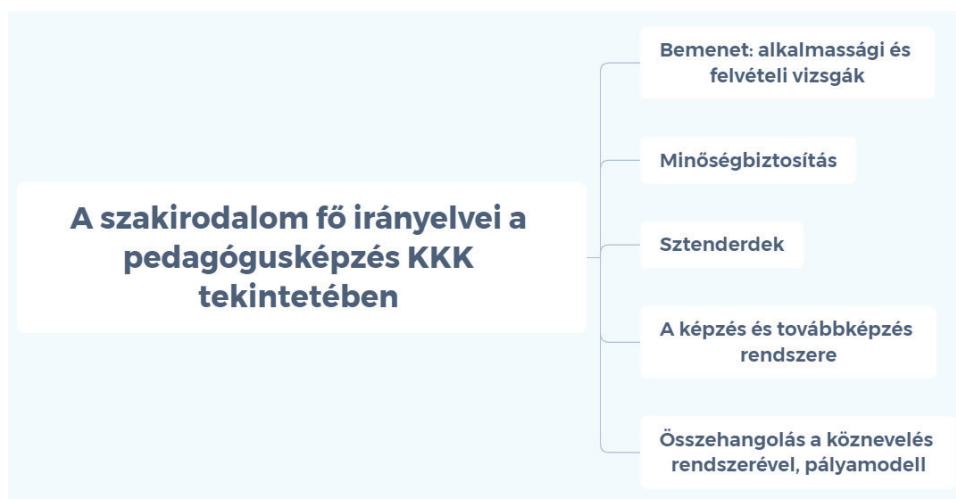 A szakirodalom fő irányelvei a
pedagógusképzés KKK
tekintetében
Bemenet: alkalmassági és
felvételi vizsgák
Minőségbiztosítás
Sztenderdek
A képzés és továbbképzés
rendszere
Összehangolás a köznevelés
rendszerével, pályamodell